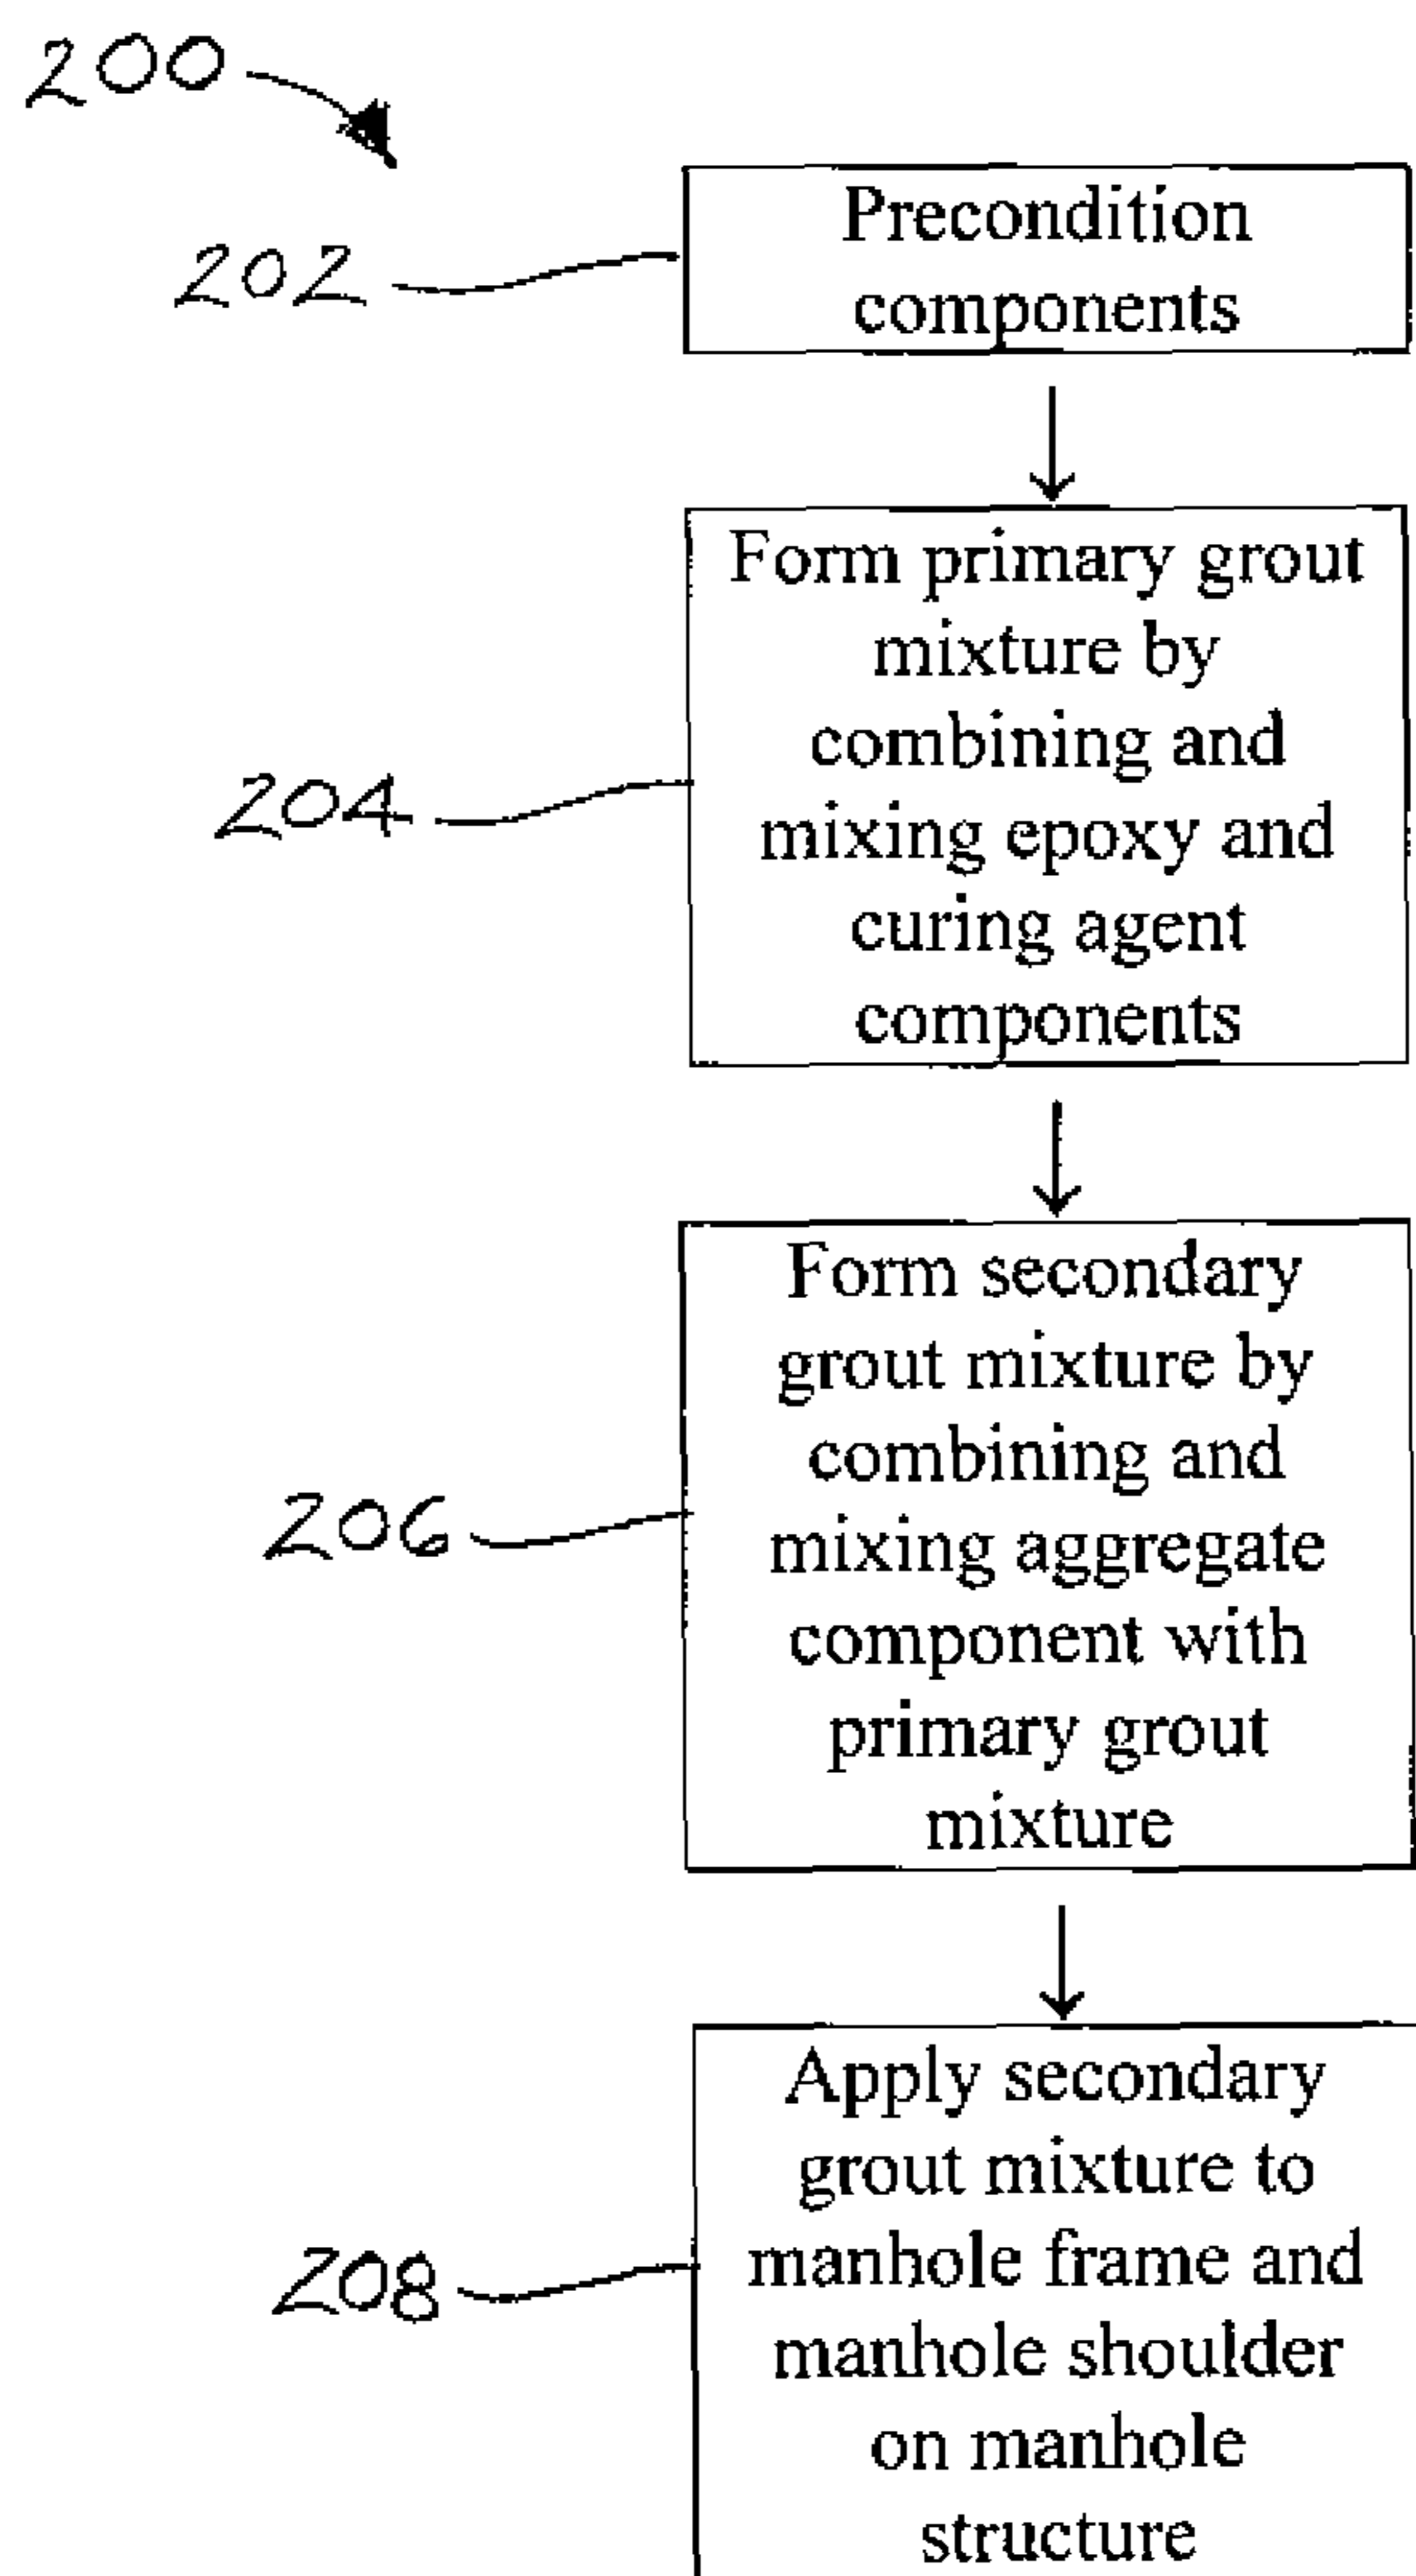 200
202
Precondition
components
204
Form primary grout
mixture by
combining and
mixing epoxy and
curing agent
components
206
Form secondary
grout mixture by
combining and
mixing aggregate
component with
primary grout
mixture
208
Apply secondary
grout mixture to
manhole frame and
manhole shoulder
on manhole
structure